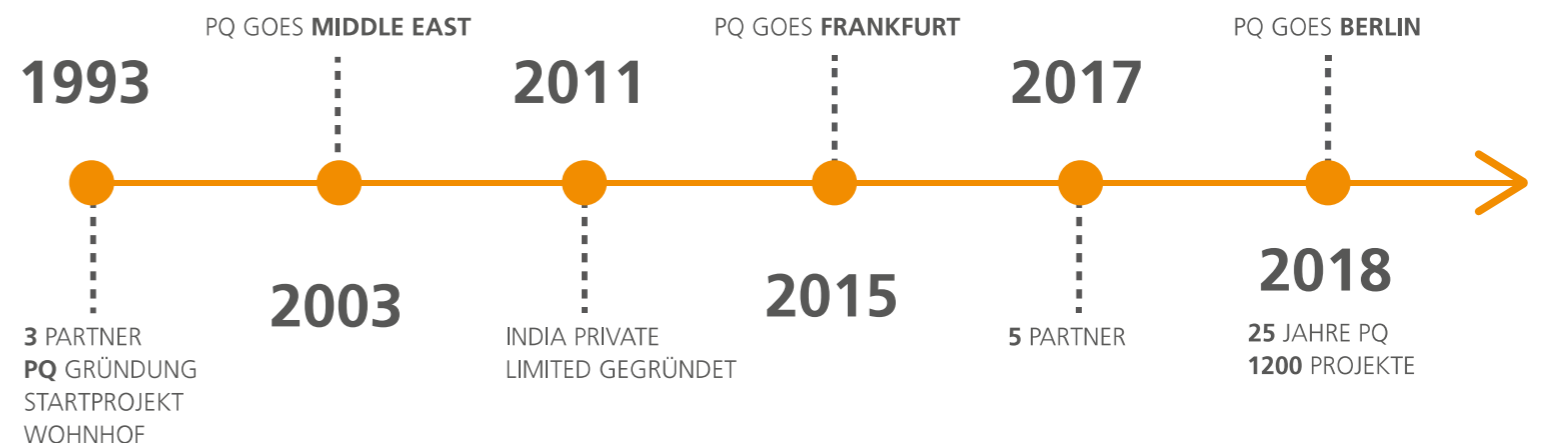 PQ GOES MIDDLE EAST
PQ GOES FRANKFURT
PQ GOES BERLIN
1993
2011
2017
2003
2015
2018
3 PARTNER
PQ GRÜNDUNG
STARTPROJEKT
WOHNHOF
INDIA PRIVATE
LIMITED GEGRÜNDET
5 PARTNER
25 JAHRE PQ
1200 PROJEKTE